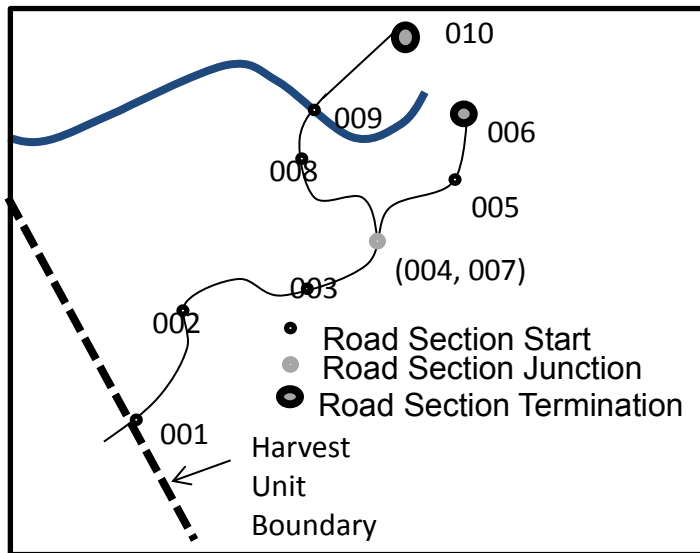 010
009
006
008
005
(004, 007)
003
002
Road Section Start
Road Section Junction
Road Section Termination
001
Harvest
Unit
Boundary